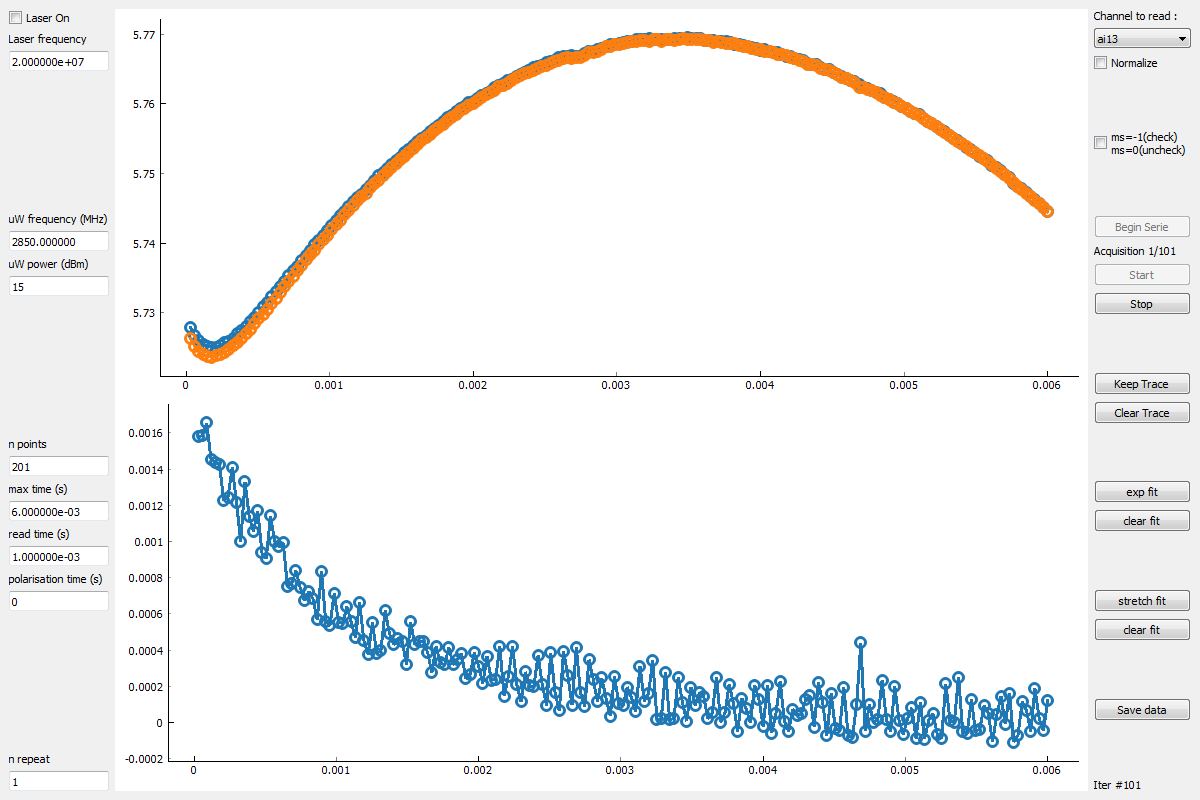 Laser On
Laser frequency
2.000000e+07
uW frequency (MHz)
2850.000000
uW power (dBm)
15
n points
201
max time (s)
6.000000e-03
read time (s)
1.000000e-03
polarisation time (s)
0
n repeat
1
5.77
5.76
5.75
5.74
5.73
0
0.001
0.002
0.003
0.004
0.005
0.006
0.0016
0.0014
0.0012
0.001
0.0008
0.0006
0.0004
0.0002
0
-0.0002
0
0.001
0.002
0.003
0.004
0.005
0.006
Channel to read :
ai13
Normalize
ms=-1(check)
ms=0(uncheck)
Begin Serie
Acquisition 1/101
Start
Stop
Keep Trace
Clear Trace
exp fit
clear fit
stretch fit
clear fit
Save data
Iter #101